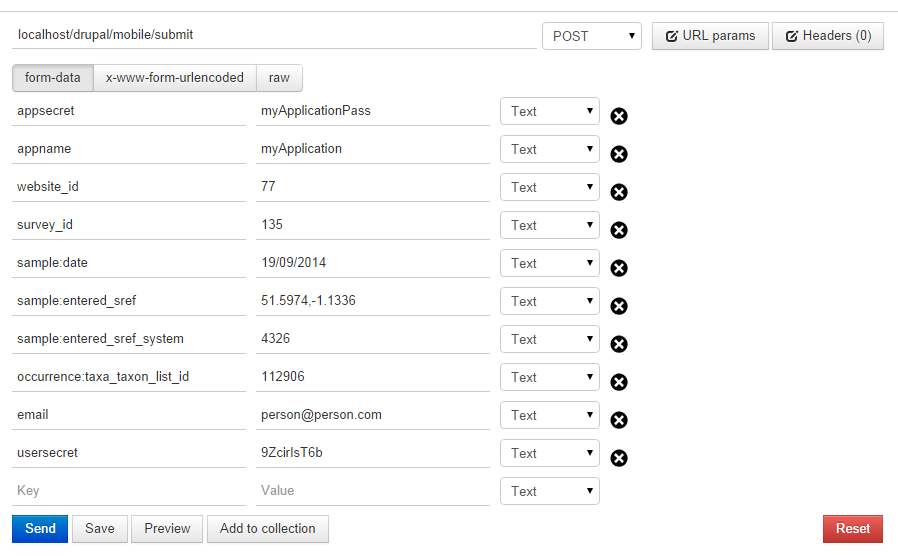 localhost/drupal/mobile/submit POST URL params Headers (0)
form-data x-www-form-urlencoded raw
appsecret myApplicationPass Text
appname myApplication Text
website_id 77 Text
survey_id 135 Text
sample:date 19/09/2014 Text
sample:entered_sref 51.5974,-1.1336 Text
sample:entered_sref_system 4326 Text
occurrence:taxa_taxon_list_id 112906 Text
email person@person.com Text
usersecret 9ZcirIsT6b Text
Key Value Text
Send Save Preview Add to collection Reset